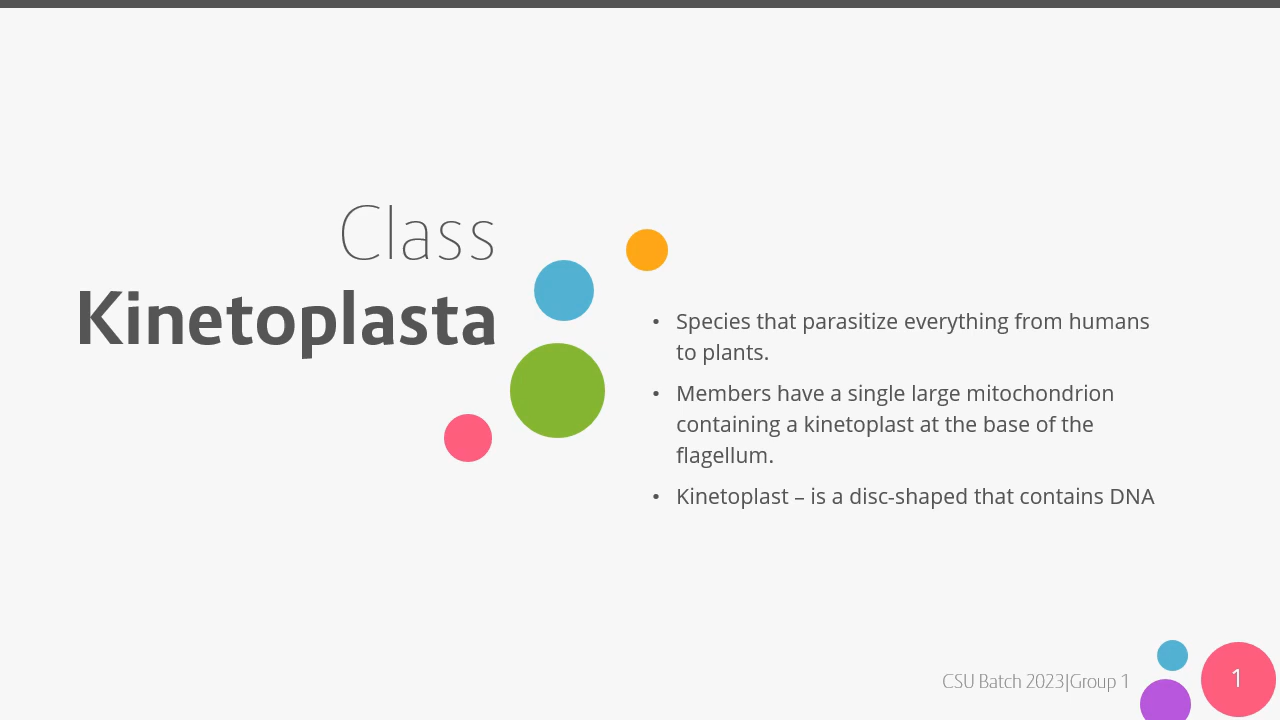 Class
Kinetoplasta
• Species that parasitize everything from humans
to plants.
• Members have a single large mitochondrion
containing a kinetoplast at the base of the
flagellum.
• Kinetoplast – is a disc-shaped that contains DNA
CSU Batch 2023|Group 1
1